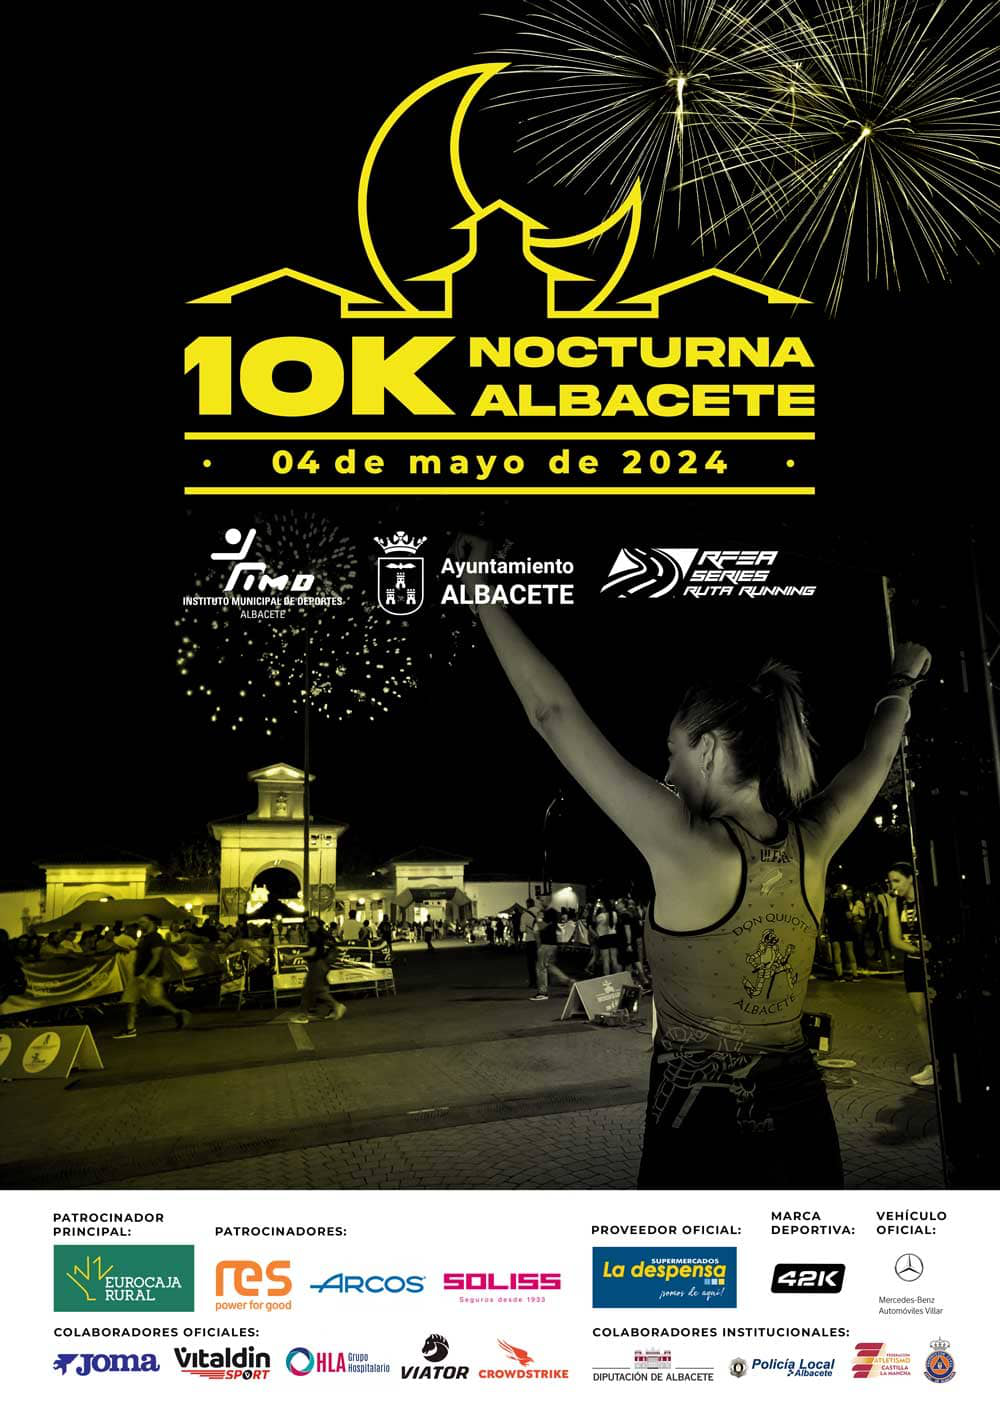 10K NOCTURNA
ALBACETE
· 04 de mayo de 2024 ·
IMD
INSTITUTO MUNICIPAL DE DEPORTES
ALBACETE
Ayuntamiento
ALBACETE
RFEA
SERIES
RUTA RUNNING
DON QUIJOTE
ALBACETE
PATROCINADOR
PRINCIPAL:
EUROCAJA
RURAL
PATROCINADORES:
res
power for good
ARCOS
SOLISS
Seguros desde 1933
PROVEEDOR OFICIAL:
SUPERMERCADOS
La despensa
¡somos de aquí!
MARCA
DEPORTIVA:
42K
VEHÍCULO
OFICIAL:
Mercedes-Benz
Automóviles Villar
COLABORADORES OFICIALES:
JOMA
Vitaldin
SPORT
HLA Grupo
Hospitalario
VIATOR
CROWDSTRIKE
COLABORADORES INSTITUCIONALES:
DIPUTACIÓN DE ALBACETE
Policía Local
Albacete
FEDERACIÓN
ATLETISMO
CASTILLA
LA MANCHA